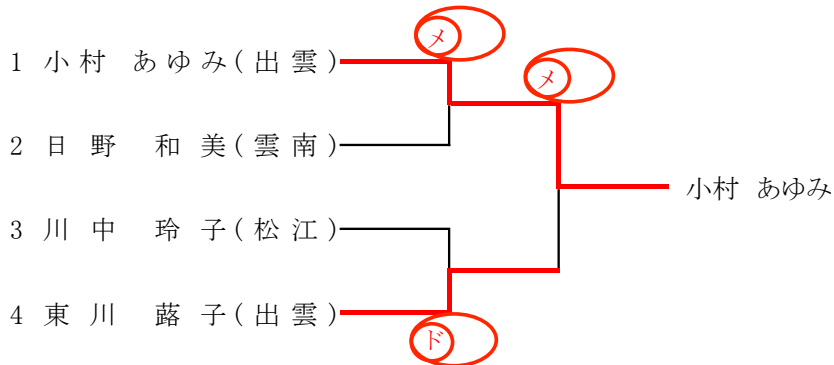 メ
1 小村 あゆみ(出雲)
メ
2 日野 和美(雲南)
小村 あゆみ
3 川中 玲子(松江)
4 東川 蕗子(出雲)
ド